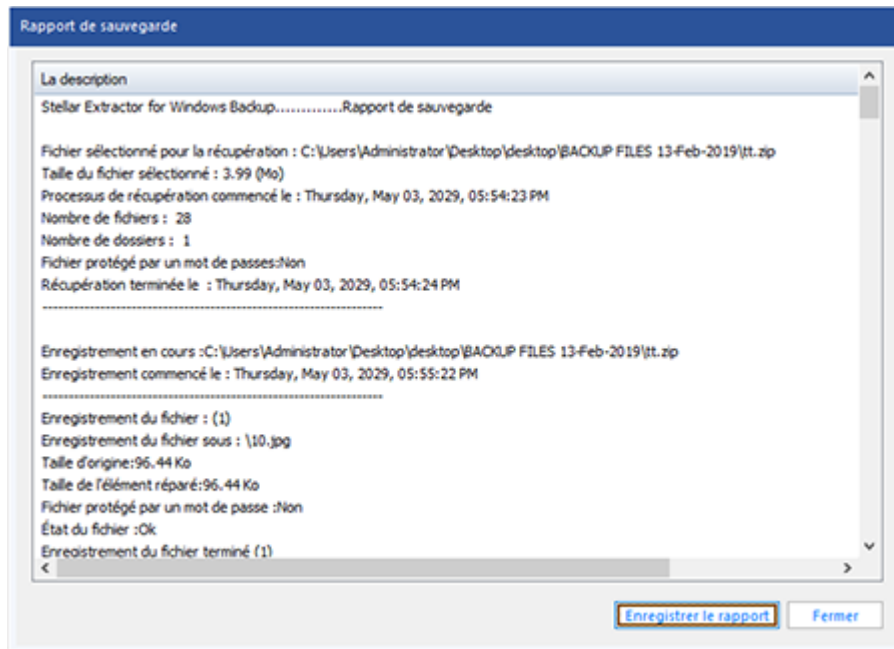 Rapport de sauvegarde
La description
Stellar Extractor for Windows Backup.............Rapport de sauvegarde
Fichier sélectionné pour la récupération : C:\Users\Administrator\Desktop\desktop\BACKUP FILES 13-Feb-2019\tt.zip
Taille du fichier sélectionné : 3.99 (Mo)
Processus de récupération commencé le : Thursday, May 03, 2029, 05:54:23 PM
Nombre de fichiers :  28
Nombre de dossiers :  1
Fichier protégé par un mot de passes:Non
Récupération terminée le  : Thursday, May 03, 2029, 05:54:24 PM
------------------------------------------------------------------
Enregistrement en cours :C:\Users\Administrator\Desktop\desktop\BACKUP FILES 13-Feb-2019\tt.zip
Enregistrement commencé le : Thursday, May 03, 2029, 05:55:22 PM
------------------------------------------------------------------
Enregistrement du fichier : (1)
Enregistrement du fichier sous : \10.jpg
Taille d'origine:96.44 Ko
Taille de l'élément réparé:96.44 Ko
Fichier protégé par un mot de passe :Non
État du fichier :Ok
Enregistrement du fichier terminé (1)
Enregistrer le rapport
Fermer